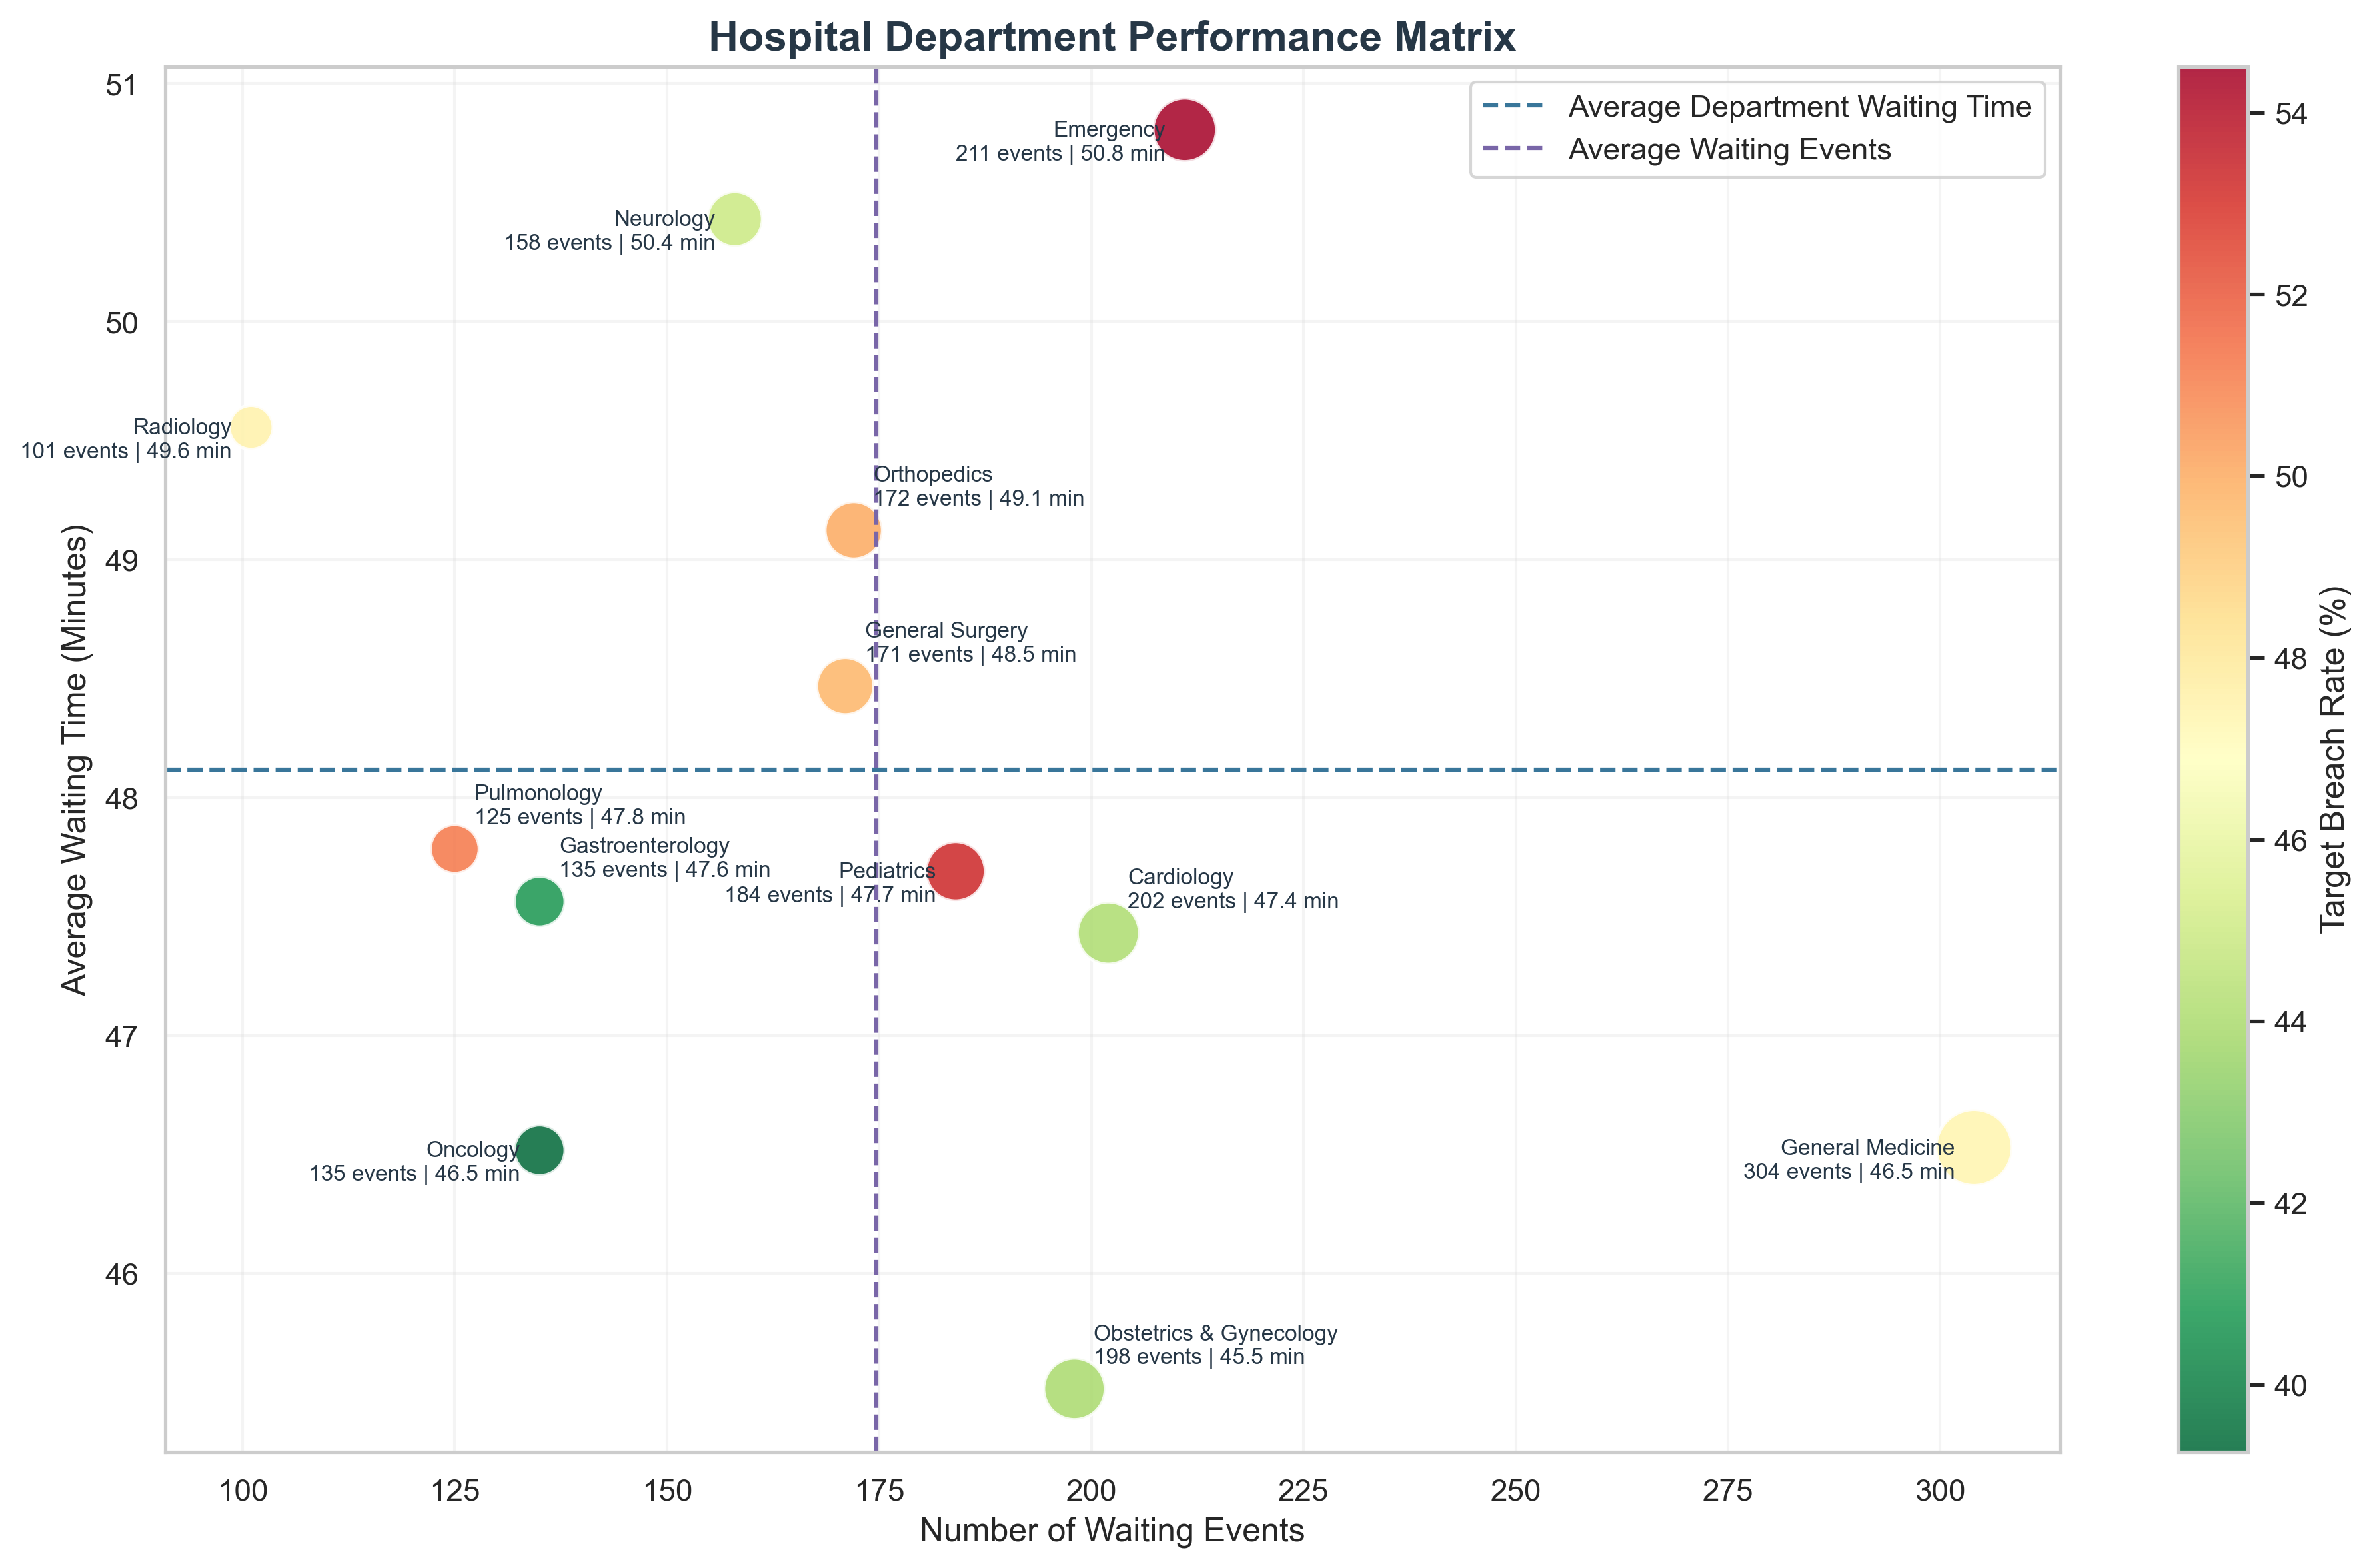 Hospital Department Performance Matrix
Average Department Waiting Time
Average Waiting Events
Emergency
211 events | 50.8 min
Neurology
158 events | 50.4 min
Radiology
101 events | 49.6 min
Orthopedics
172 events | 49.1 min
General Surgery
171 events | 48.5 min
Pulmonology
125 events | 47.8 min
Gastroenterology
135 events | 47.6 min
Pediatrics
184 events | 47.7 min
Cardiology
202 events | 47.4 min
Oncology
135 events | 46.5 min
General Medicine
304 events | 46.5 min
Obstetrics & Gynecology
198 events | 45.5 min
Average Waiting Time (Minutes)
51
50
49
48
47
46
100
125
150
175
200
225
250
275
300
Number of Waiting Events
54
52
50
48
46
44
42
40
Target Breach Rate (%)